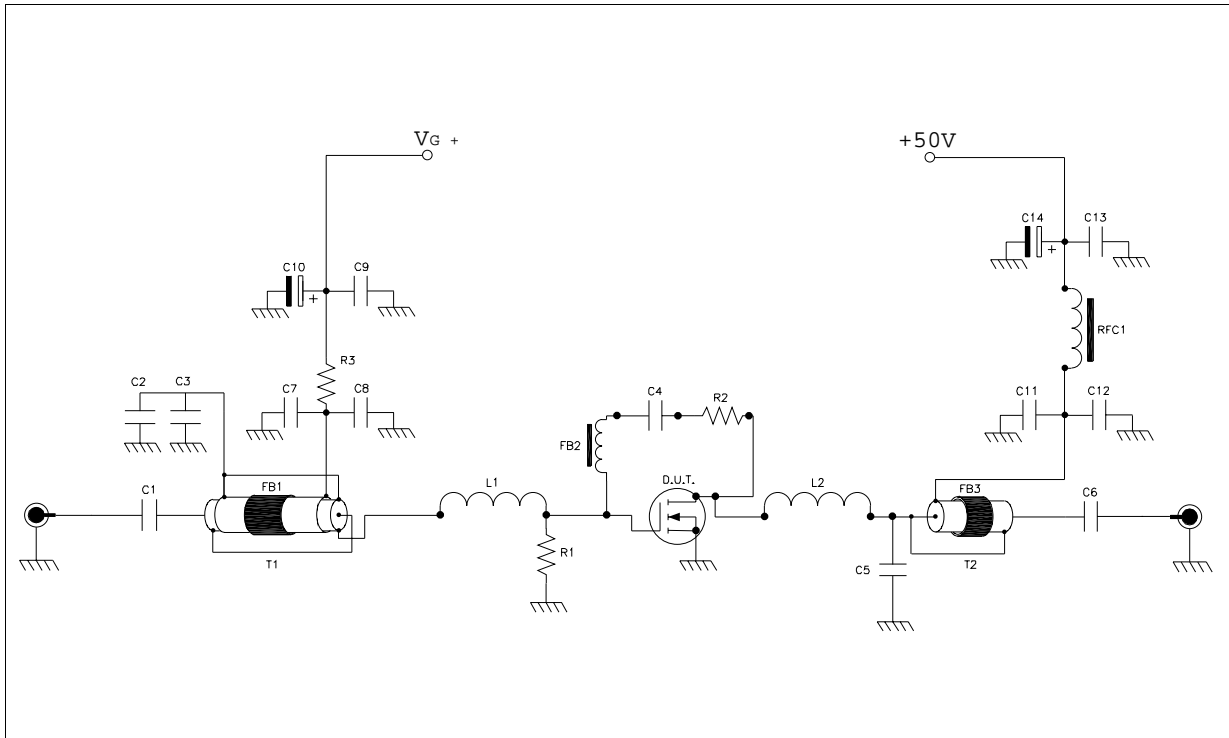 VG +
+50V
C14
C13
+
C10
C9
+
RFC1
R3
C2
C3
C7
C8
C4
R2
C11
C12
FB2
FB1
L1
D.U.T.
L2
FB3
C1
C6
R1
C5
T1
T2